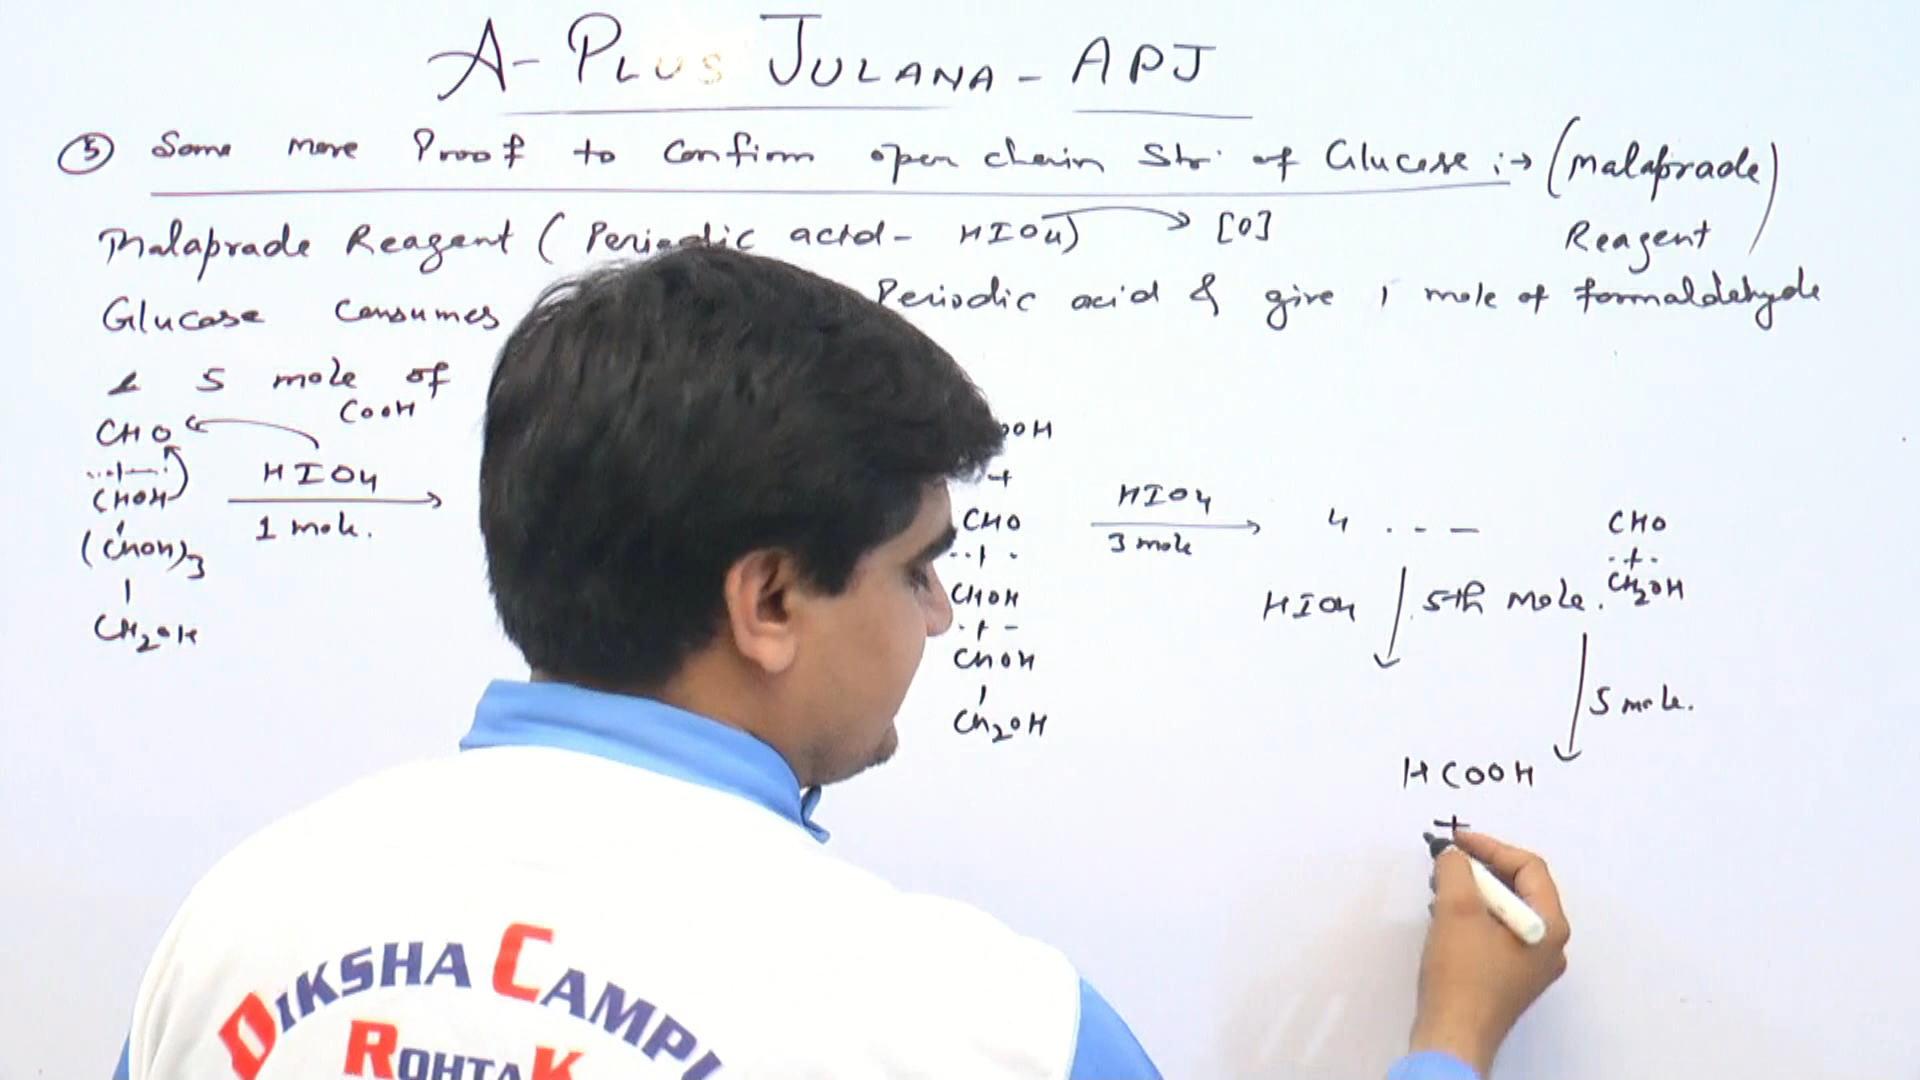 A-PLUS JULANA - APJ
⑤ Some more Proof to Confirm open chain Str. of Glucose :→ (Malaprade)
Reagent
Malaprade Reagent ( Periodic acid - HIO4) → [O]
Glucose Consumes Periodic acid & give 1 mole of formaldehyde
& 5 mole of
COOH
CHO
CHOH
(CHOH)3
CH2OH
HIO4
1 mole.
OOH
+
CHO
CHOH
CHOH
CH2OH
HIO4
3 mole
4 . - - -
HIO4 5th mole.
CHO
CH2OH
5 mole.
HCOOH
+
DIKSHA CAMPU
ROHTAK